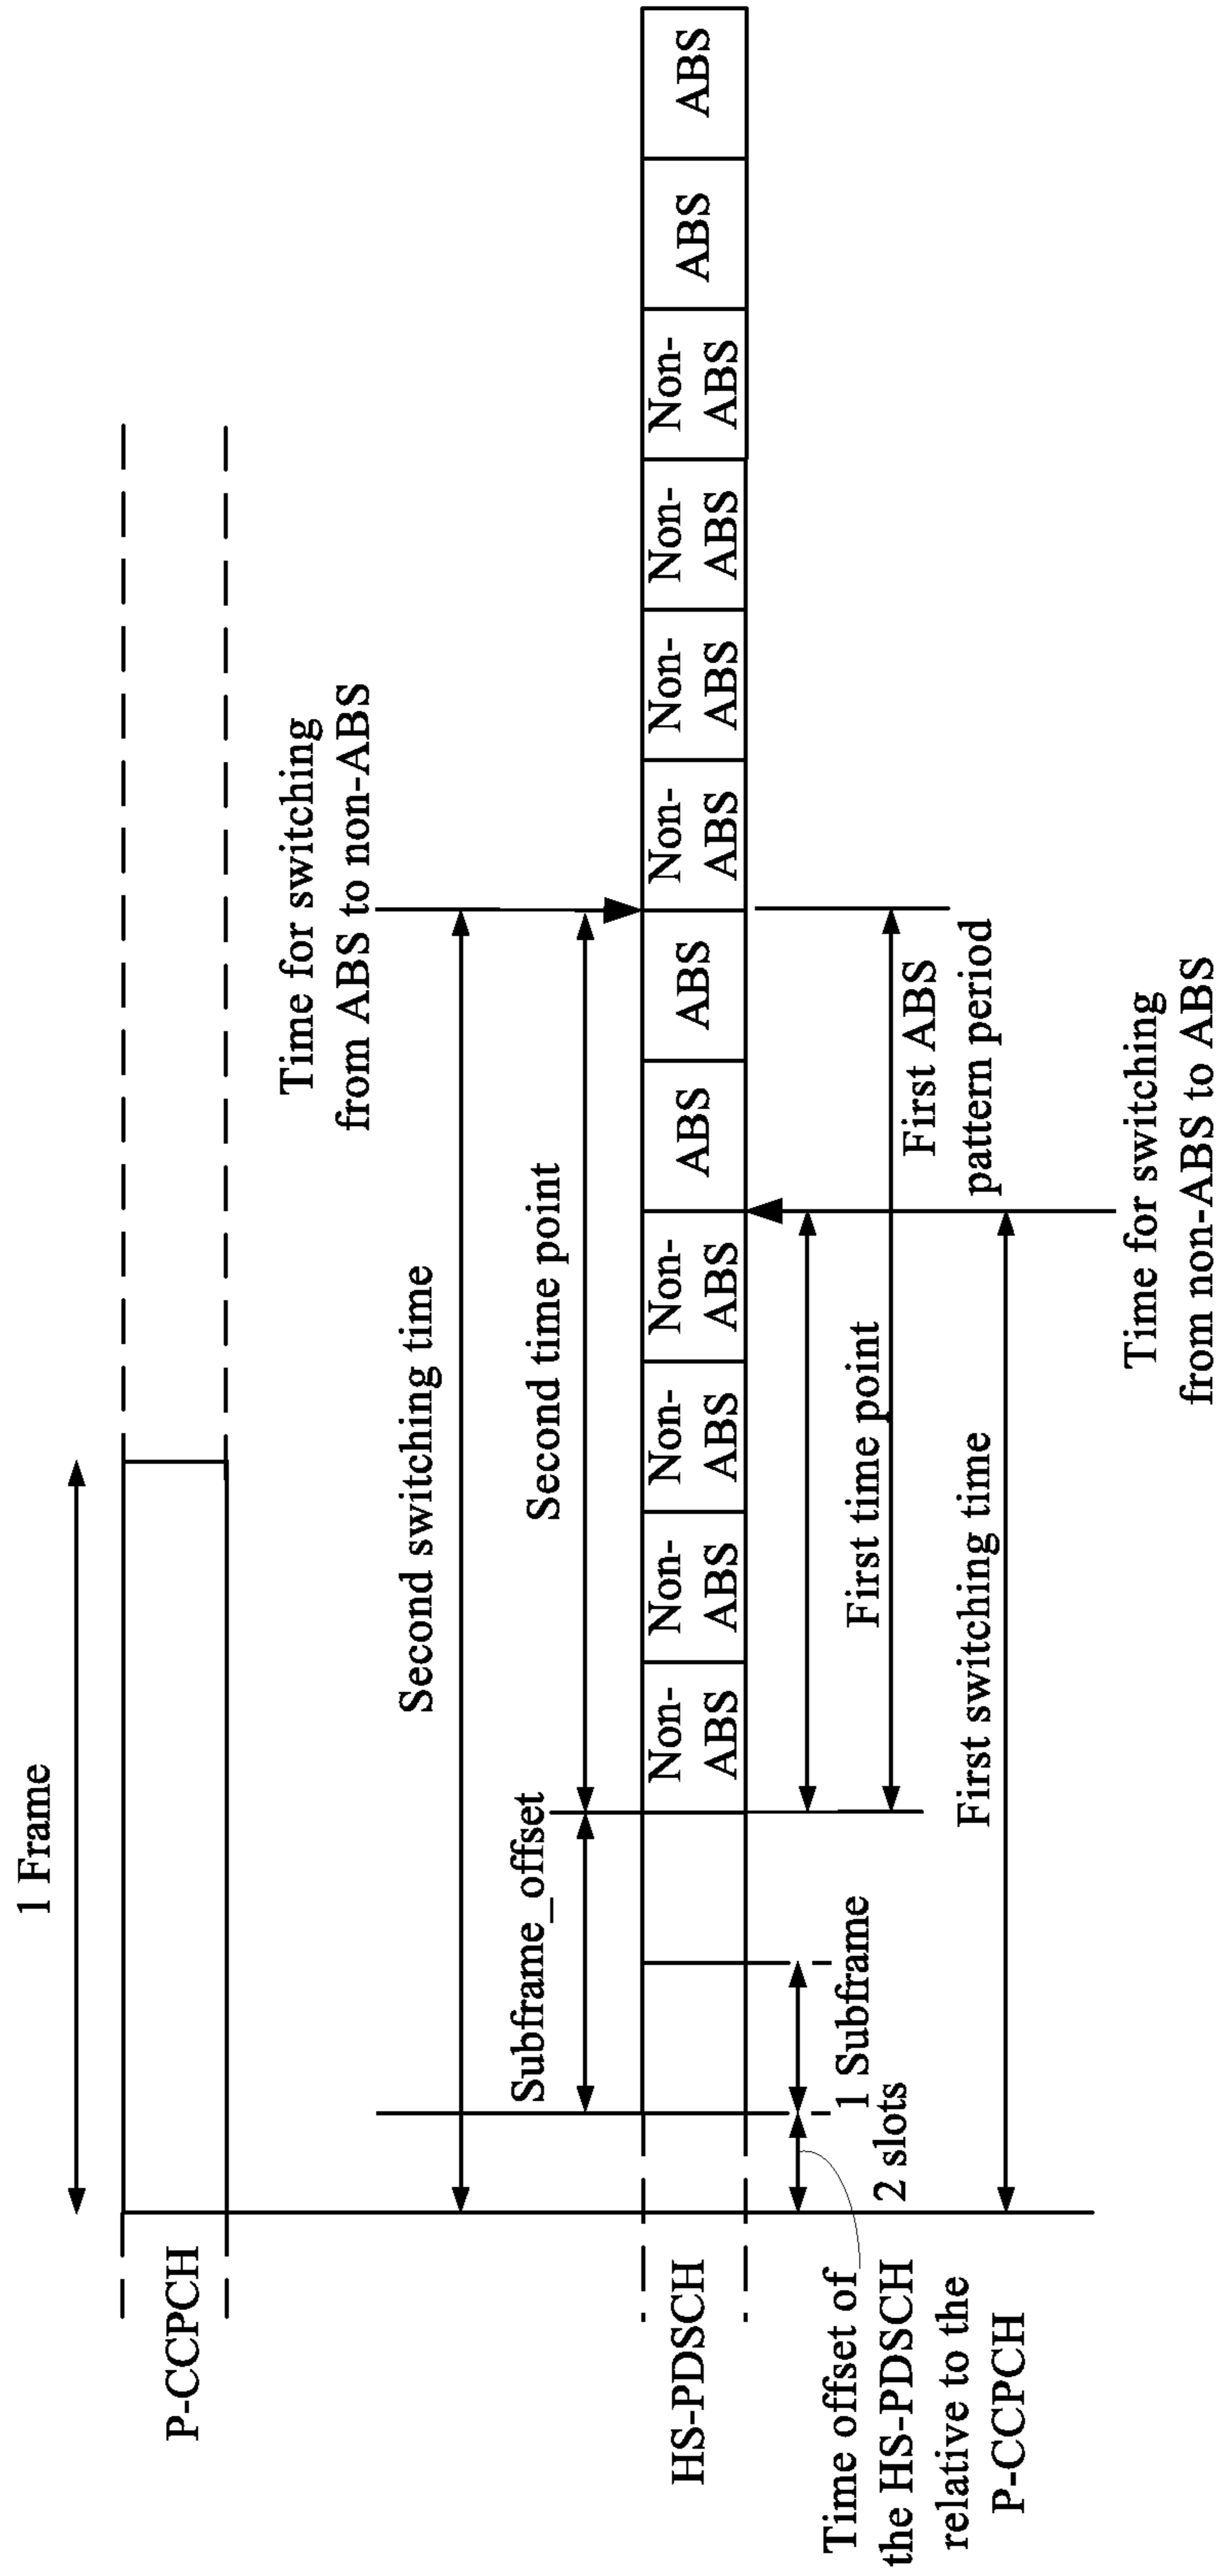 1 Frame
P-CCPCH
Time for switching
from ABS to non-ABS
Second switching time
Second time point
Subframe_offset
HS-PDSCH
Non-
ABS
Non-
ABS
Non-
ABS
Non-
ABS
ABS
ABS
Non-
ABS
Non-
ABS
Non-
ABS
Non-
ABS
ABS
ABS
1 Subframe
2 slots
Time offset of
the HS-PDSCH
relative to the
P-CCPCH
First time point
First ABS
pattern period
First switching time
Time for switching
from non-ABS to ABS